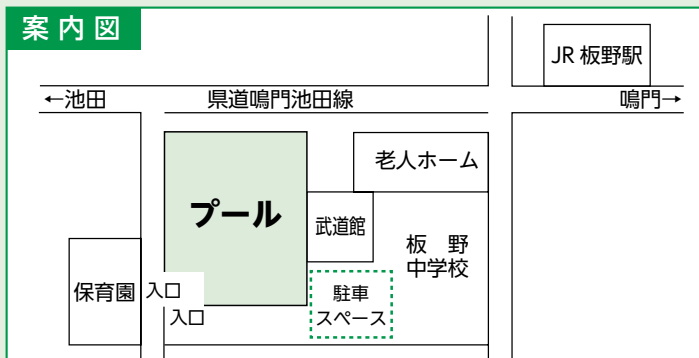 案内図
JR 板野駅
←池田
県道鳴門池田線
鳴門→
老人ホーム
プール
武道館
板 野
中学校
保育園
入口
入口
駐車
スペース